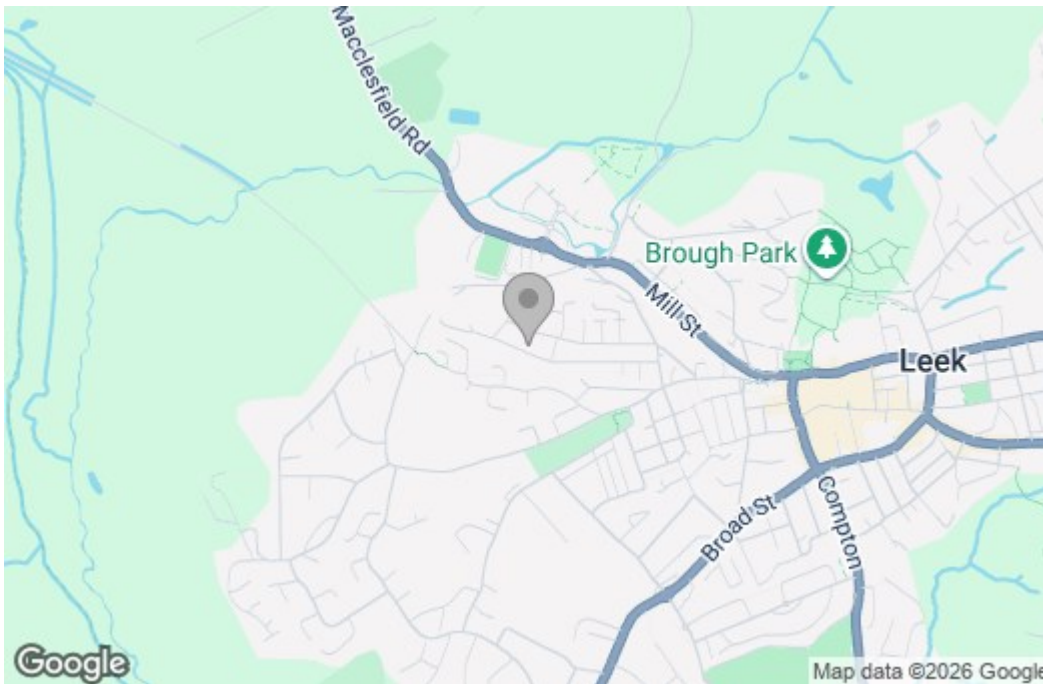 Macclesfield Rd
Brough Park
Mill St
Leek
Broad St
Compton
Google
Map data ©2026 Google